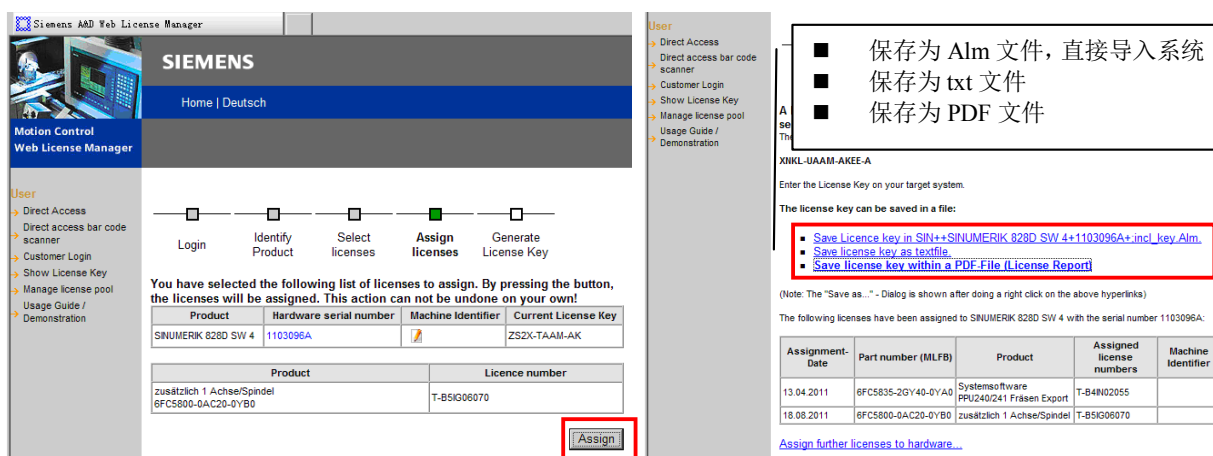 Siemens A&D Web License Manager
SIEMENS
Home | Deutsch
Motion Control
Web License Manager
User
Direct Access
Direct access bar code
scanner
Customer Login
Show License Key
Manage license pool
Usage Guide /
Demonstration
Login
Identify
Product
Select
licenses
Assign
licenses
Generate
License Key
You have selected the following list of licenses to assign. By pressing the button,
the licenses will be assigned. This action can not be undone on your own!
Product Hardware serial number Machine Identifier Current License Key
SINUMERIK 828D SW 4 1103096A ZS2X-TAAM-AK
Product Licence number
zusätzlich 1 Achse/Spindel
6FC5800-0AC20-0YB0
T-B5IG06070
Assign
User
Direct Access
Direct access bar code
scanner
Customer Login
Show License Key
Manage license pool
Usage Guide /
Demonstration
■ 保存为 Alm 文件，直接导入系统
■ 保存为 txt 文件
■ 保存为 PDF 文件
A
se
The
XNKL-UAAM-AKEE-A
Enter the License Key on your target system.
The license key can be saved in a file:
Save Licence key in SIN++SINUMERIK 828D SW 4+1103096A+;incl_key.Alm.
Save license key as textfile.
Save license key within a PDF-File (License Report)
(Note: The "Save as..." - Dialog is shown after doing a right click on the above hyperlinks)
The following licenses have been assigned to SINUMERIK 828D SW 4 with the serial number 1103096A:
Assignment-
Date
Part number (MLFB)
Product
Assigned
license
numbers
Machine
Identifier
13.04.2011 6FC5835-2GY40-0YA0
Systemsoftware
PPU240/241 Fräsen Export
T-B4IN02055
18.08.2011 6FC5800-0AC20-0YB0 zusätzlich 1 Achse/Spindel T-B5IG06070
Assign further licenses to hardware...